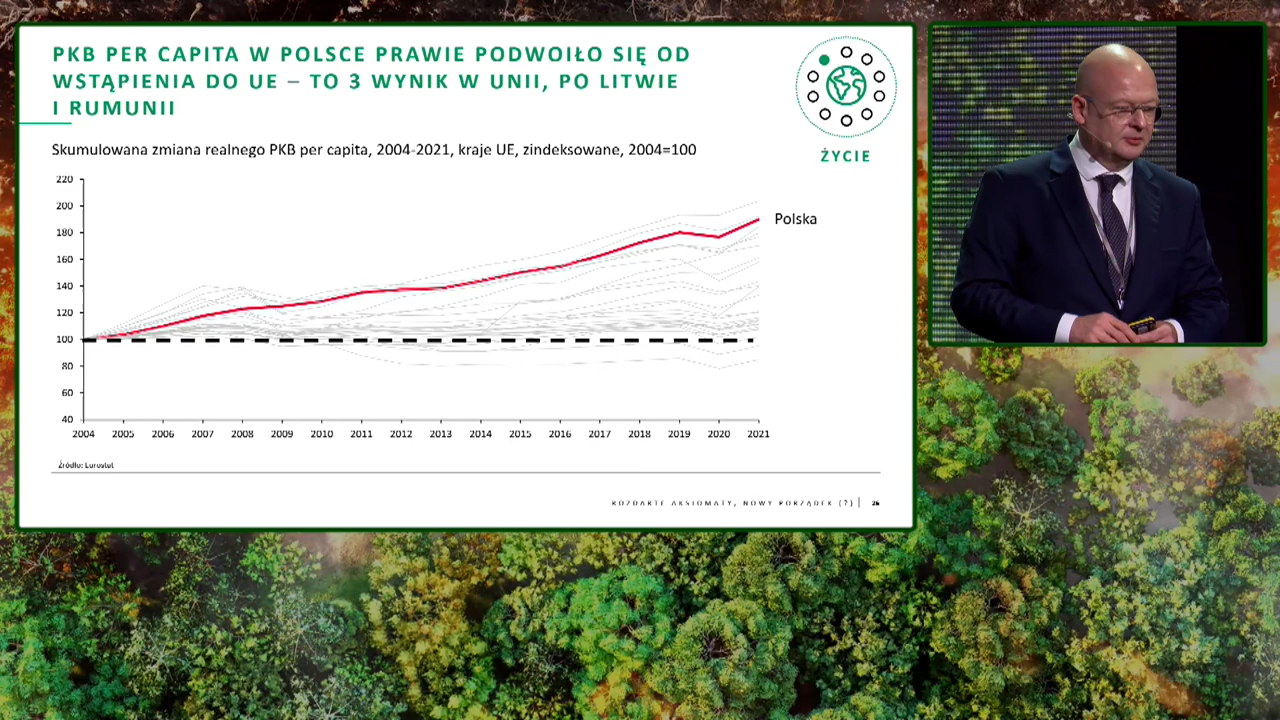 PKB PER CAPITA W POLSCE PRAWIE PODWOIŁO SIĘ OD
WSTĄPIENIA DO UE – TO 3 WYNIK W UNII, PO LITWIE
I RUMUNII
ŻYCIE
Skumulowana zmiana realnego PKB per capita, 2004-2021, kraje UE, zindeksowane, 2004=100
220
200
180
160
140
120
100
80
60
40
Polska
2004 2005 2006 2007 2008 2009 2010 2011 2012 2013 2014 2015 2016 2017 2018 2019 2020 2021
Źródło: Eurostat
ROZDARTE AKSJOMATY, NOWY PORZĄDEK (?) | 26